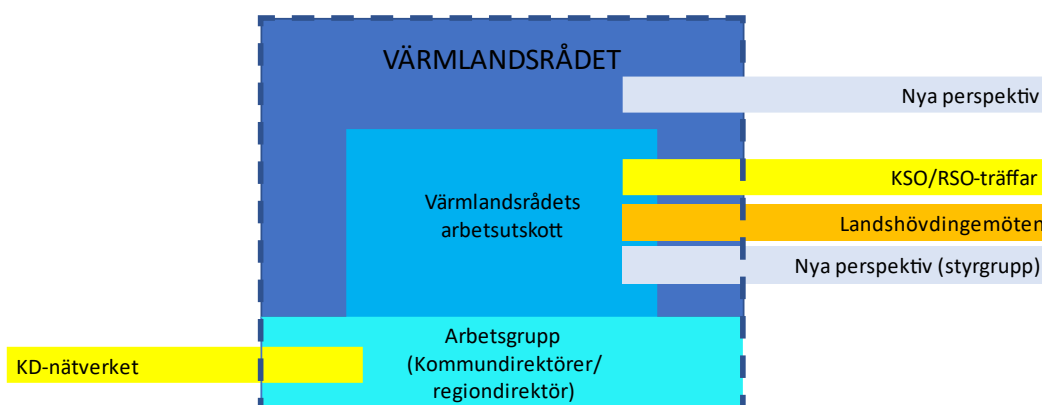 VÄRMLANDSRÅDET
Nya perspektiv
KSO/RSO-träffar
Värmlandsrådets
arbetsutskott
Landshövdingemöten
Nya perspektiv (styrgrupp)
Arbetsgrupp
(Kommundirektörer/
regiondirektör)
KD-nätverket